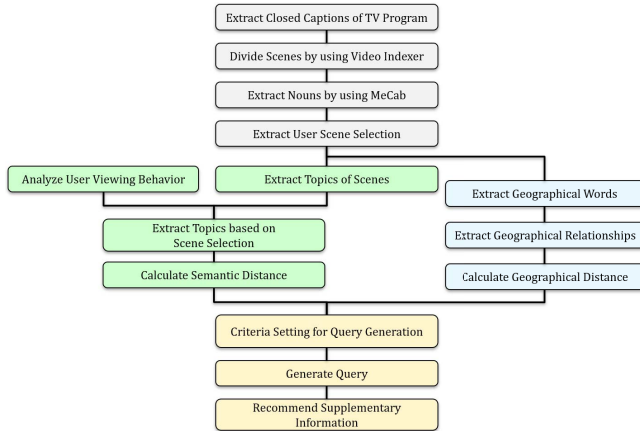 Extract Closed Captions of TV Program
Divide Scenes by using Video Indexer
Extract Nouns by using MeCab
Extract User Scene Selection
Analyze User Viewing Behavior
Extract Topics of Scenes
Extract Geographical Words
Extract Topics based on
Scene Selection
Extract Geographical Relationships
Calculate Semantic Distance
Calculate Geographical Distance
Criteria Setting for Query Generation
Generate Query
Recommend Supplementary
Information